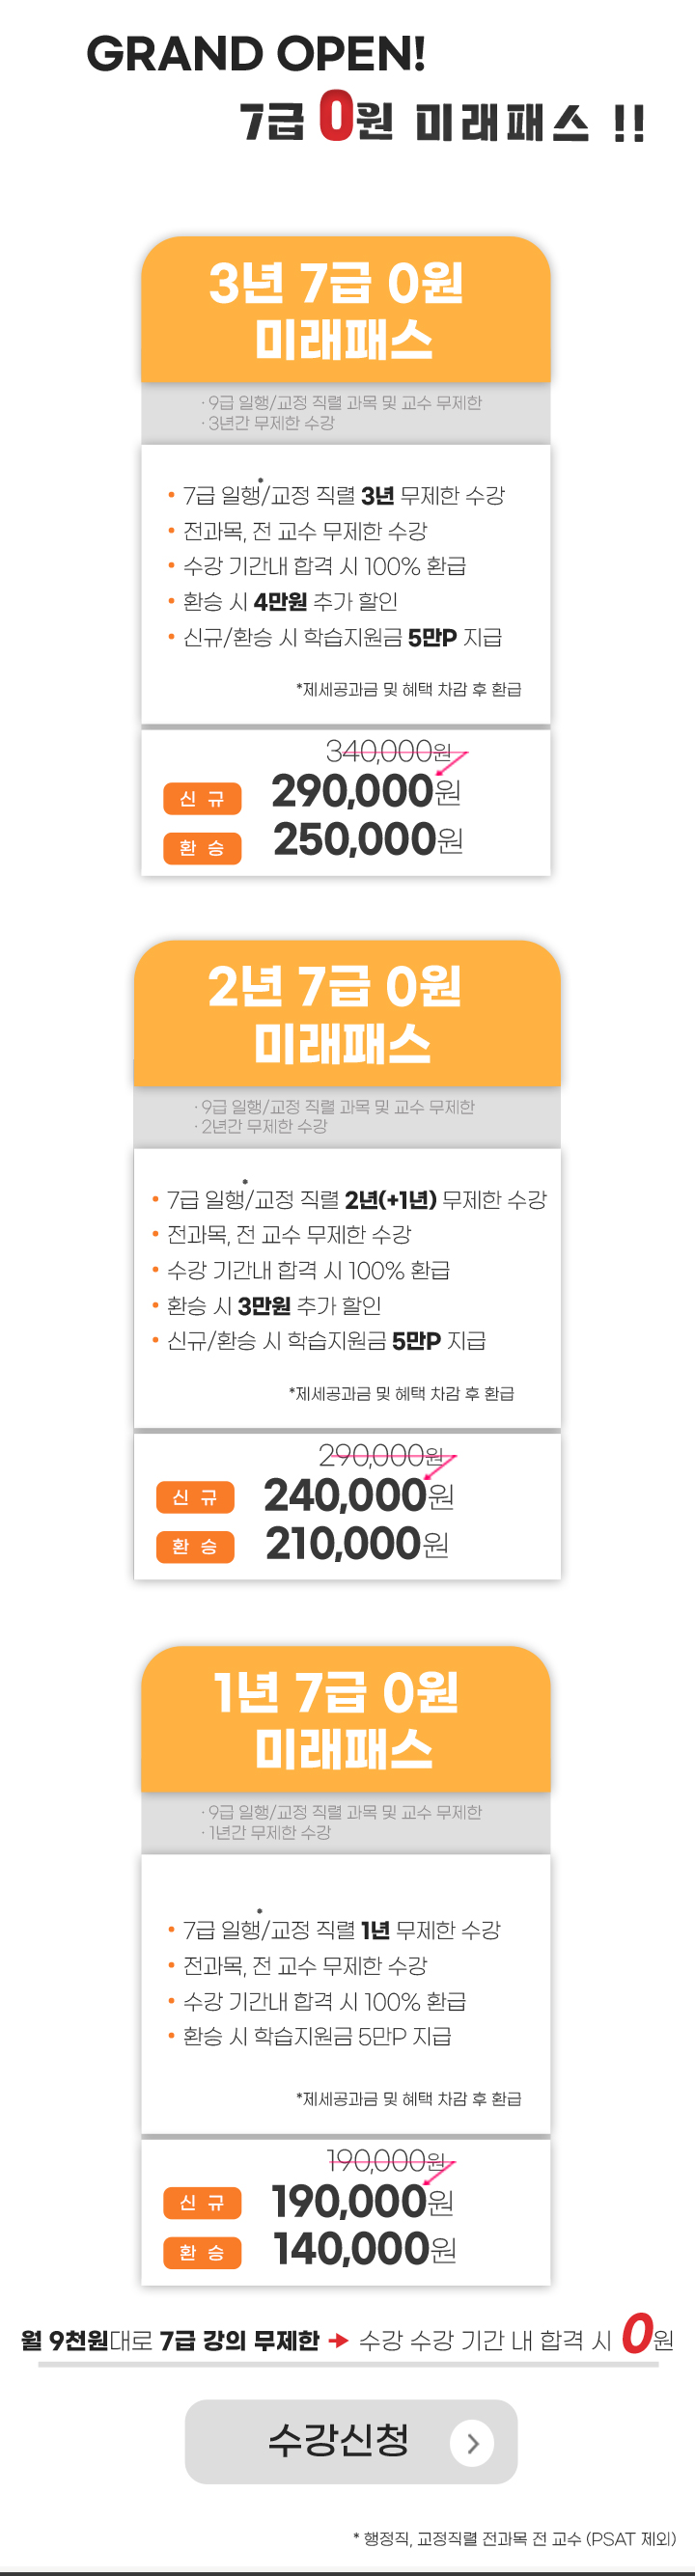 GRAND OPEN!
7급 0원 미래패스 !!
3년 7급 0원
미래패스
· 9급 일행/교정 직렬 과목 및 교수 무제한
· 3년간 무제한 수강
• 7급 일행/교정 직렬 3년 무제한 수강
• 전과목, 전 교수 무제한 수강
• 수강 기간내 합격 시 100% 환급
• 환승 시 4만원 추가 할인
• 신규/환승 시 학습지원금 5만P 지급
*제세공과금 및 혜택 차감 후 환급
340,000원
신 규 290,000원
환 승 250,000원
2년 7급 0원
미래패스
· 9급 일행/교정 직렬 과목 및 교수 무제한
· 2년간 무제한 수강
• 7급 일행/교정 직렬 2년(+1년) 무제한 수강
• 전과목, 전 교수 무제한 수강
• 수강 기간내 합격 시 100% 환급
• 환승 시 3만원 추가 할인
• 신규/환승 시 학습지원금 5만P 지급
*제세공과금 및 혜택 차감 후 환급
290,000원
신 규 240,000원
환 승 210,000원
1년 7급 0원
미래패스
· 9급 일행/교정 직렬 과목 및 교수 무제한
· 1년간 무제한 수강
• 7급 일행/교정 직렬 1년 무제한 수강
• 전과목, 전 교수 무제한 수강
• 수강 기간내 합격 시 100% 환급
• 환승 시 학습지원금 5만P 지급
*제세공과금 및 혜택 차감 후 환급
190,000원
신 규 190,000원
환 승 140,000원
월 9천원대로 7급 강의 무제한 → 수강 수강 기간 내 합격 시 0원
수강신청 >
* 행정직, 교정직렬 전과목 전 교수 (PSAT 제외)